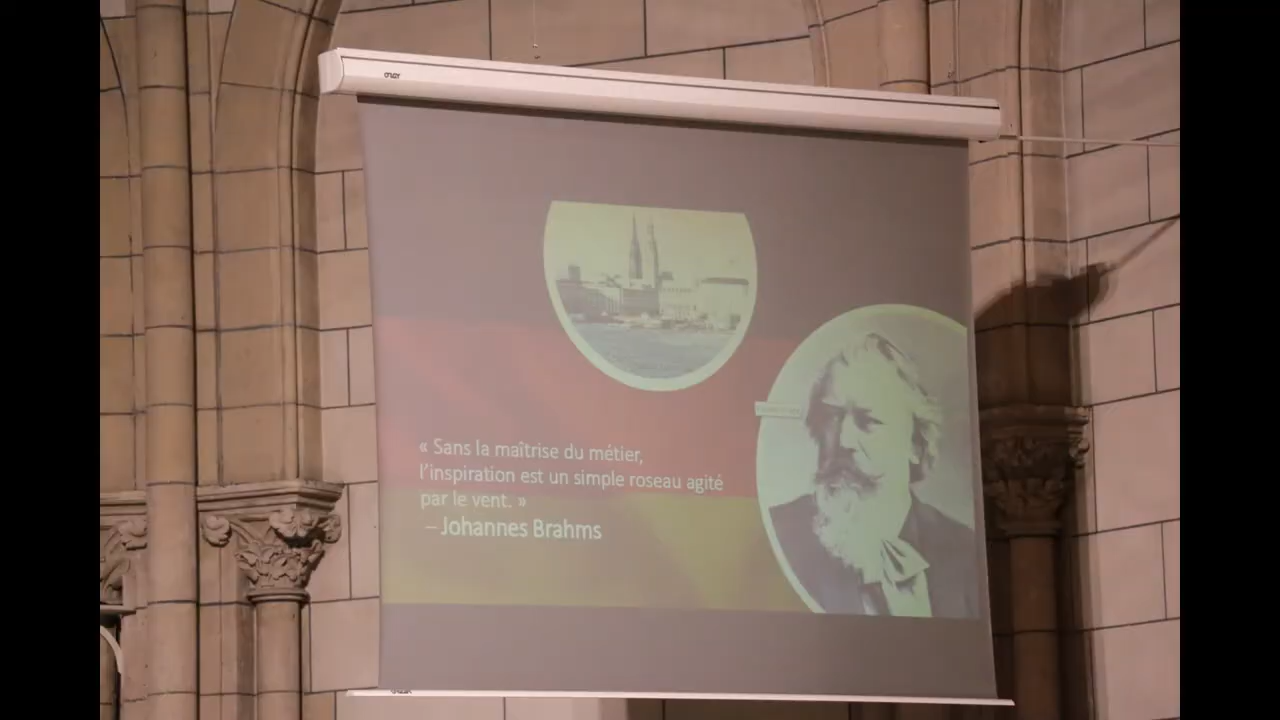 « Sans la maîtrise du métier,
l'inspiration est un simple roseau agité
par le vent. »
– Johannes Brahms